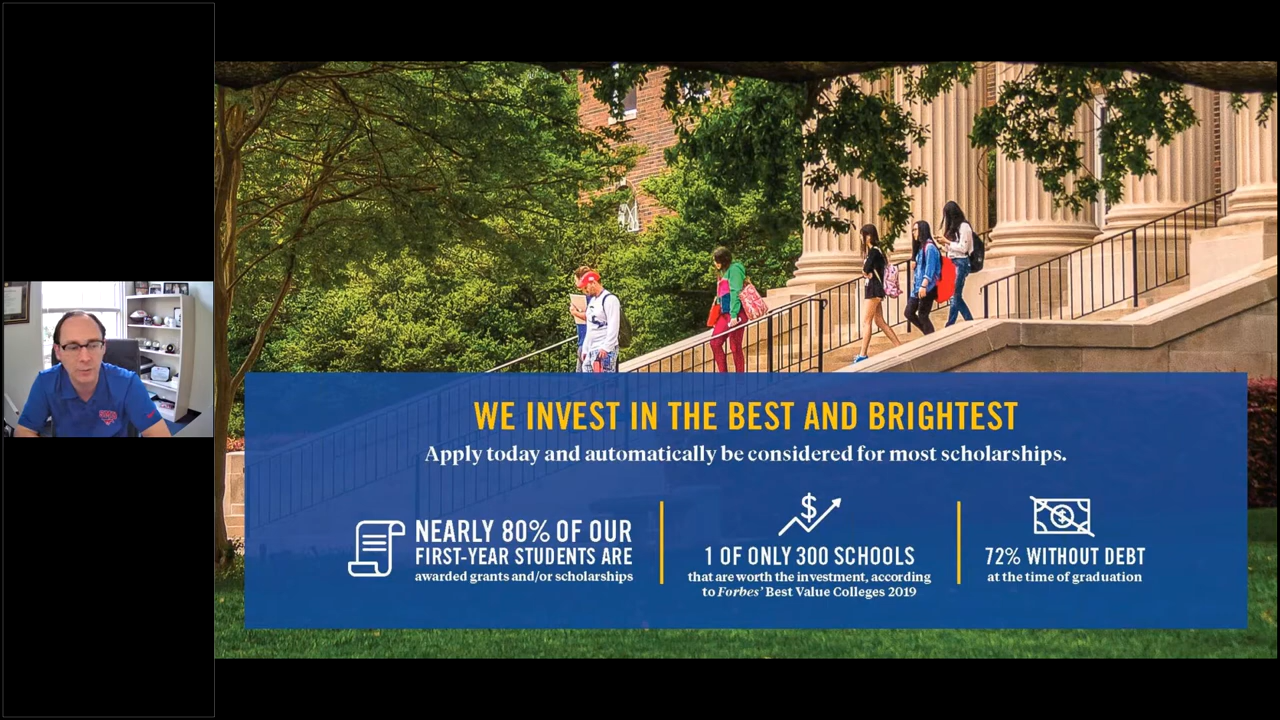 WE INVEST IN THE BEST AND BRIGHTEST
Apply today and automatically be considered for most scholarships.
NEARLY 80% OF OUR
FIRST-YEAR STUDENTS ARE
awarded grants and/or scholarships
1 OF ONLY 300 SCHOOLS
that are worth the investment, according
to Forbes' Best Value Colleges 2019
72% WITHOUT DEBT
at the time of graduation